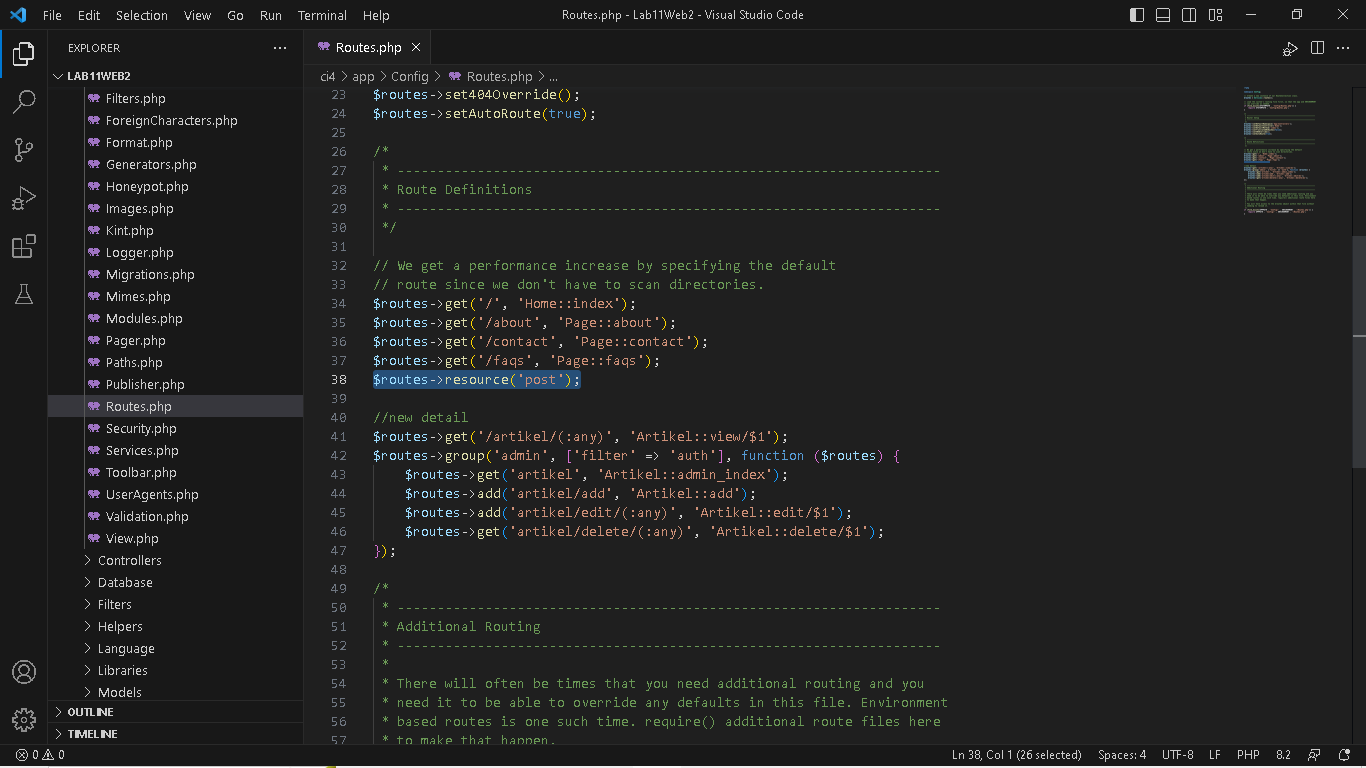 File Edit Selection View Go Run Terminal Help
Routes.php - Lab11Web2 - Visual Studio Code
EXPLORER
LAB11WEB2
Filters.php
ForeignCharacters.php
Format.php
Generators.php
Honeypot.php
Images.php
Kint.php
Logger.php
Migrations.php
Mimes.php
Modules.php
Pager.php
Paths.php
Publisher.php
Routes.php
Security.php
Services.php
Toolbar.php
UserAgents.php
Validation.php
View.php
Controllers
Database
Filters
Helpers
Language
Libraries
Models
OUTLINE
TIMELINE
Routes.php
ci4 > app > Config > Routes.php > ...
23 $routes->set404Override();
24 $routes->setAutoRoute(true);
25
26 /*
27 * --------------------------------------------------------------------
28 * Route Definitions
29 * --------------------------------------------------------------------
30 */
31
32 // We get a performance increase by specifying the default
33 // route since we don't have to scan directories.
34 $routes->get('/', 'Home::index');
35 $routes->get('/about', 'Page::about');
36 $routes->get('/contact', 'Page::contact');
37 $routes->get('/faqs', 'Page::faqs');
38 $routes->resource('post');
39
40 //new detail
41 $routes->get('/artikel/(:any)', 'Artikel::view/$1');
42 $routes->group('admin', ['filter' => 'auth'], function ($routes) {
43 $routes->get('artikel', 'Artikel::admin_index');
44 $routes->add('artikel/add', 'Artikel::add');
45 $routes->add('artikel/edit/(:any)', 'Artikel::edit/$1');
46 $routes->get('artikel/delete/(:any)', 'Artikel::delete/$1');
47 });
48
49 /*
50 * --------------------------------------------------------------------
51 * Additional Routing
52 * --------------------------------------------------------------------
53 *
54 * There will often be times that you need additional routing and you
55 * need it to be able to override any defaults in this file. Environment
56 * based routes is one such time. require() additional route files here
57 * to make that happen.
0 0
Ln 38, Col 1 (26 selected) Spaces: 4 UTF-8 LF PHP 8.2